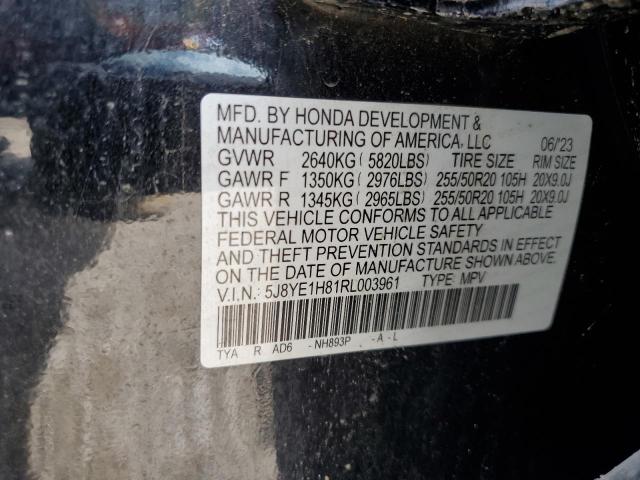 MFD. BY HONDA DEVELOPMENT &
MANUFACTURING OF AMERICA, LLC 06/'23
GVWR 2640KG ( 5820LBS) TIRE SIZE RIM SIZE
GAWR F 1350KG ( 2976LBS) 255/50R20 105H 20X9.0J
GAWR R 1345KG ( 2965LBS) 255/50R20 105H 20X9.0J
THIS VEHICLE CONFORMS TO ALL APPLICABLE
FEDERAL MOTOR VEHICLE SAFETY
AND THEFT PREVENTION STANDARDS IN EFFECT
ON THE DATE OF MANUFACTURE SHOWN ABOVE.
V.I.N.: 5J8YE1H81RL003961 TYPE: MPV
TYA R AD6 - NH893P . - A - L